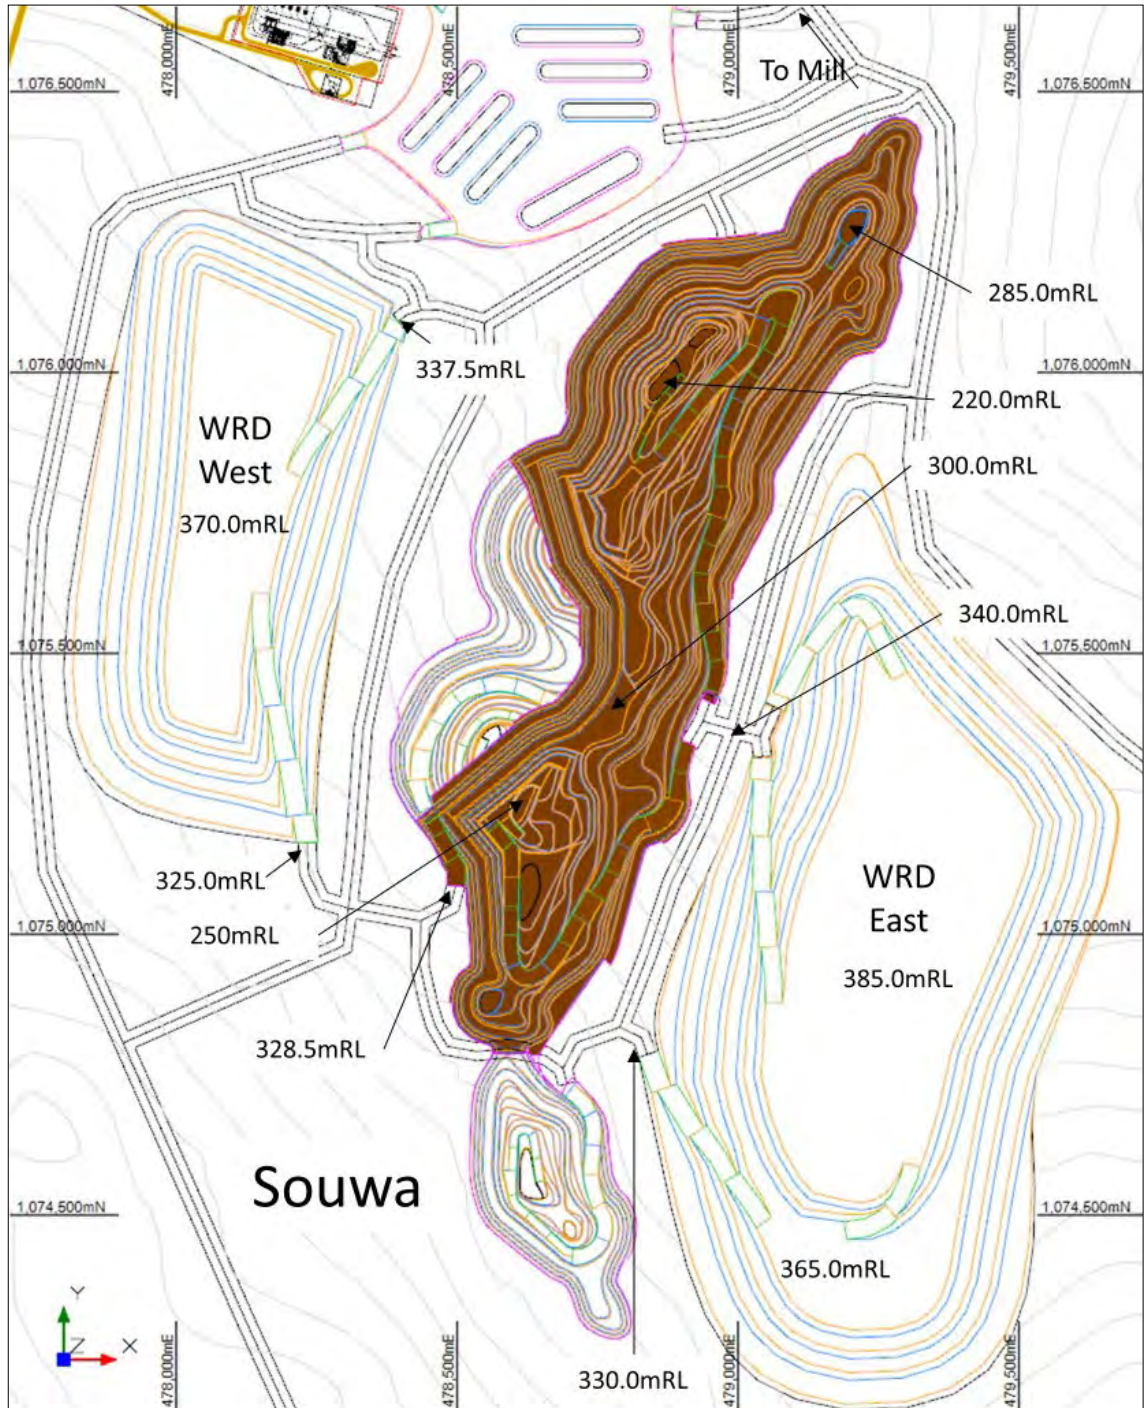 478,000mE
478,500mE
479,000mE
479,500mE
To Mill
1,076,500mN
1,076,500mN
285.0mRL
1,076,000mN
337.5mRL
1,076,000mN
220.0mRL
WRD
West
300.0mRL
370.0mRL
340.0mRL
1,075,500mN
1,075,500mN
325.0mRL
WRD
East
1,075,000mN
250mRL
1,075,000mN
385.0mRL
328.5mRL
Souwa
1,074,500mN
1,074,500mN
365.0mRL
Y
Z
X
330.0mRL
478,000mE
478,500mE
479,000mE
479,500mE